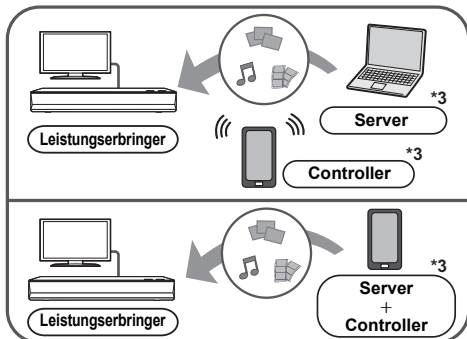 *3
Server
Leistungserbringer
*3
Controller
*3
Server
+
Controller
Leistungserbringer